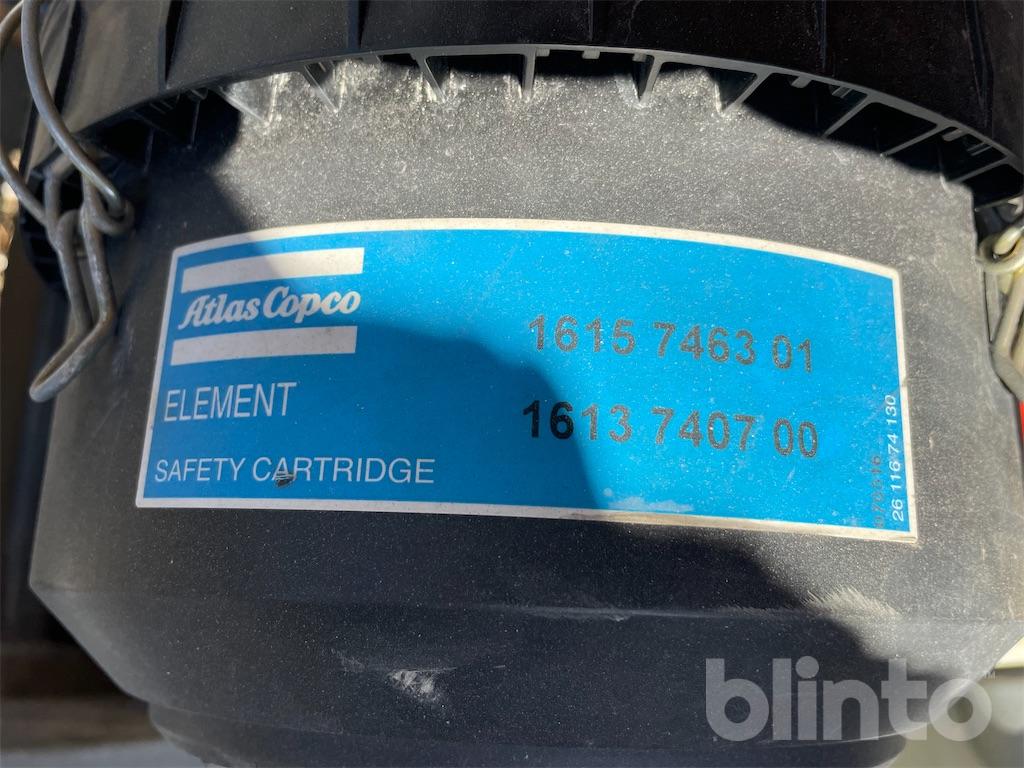 Atlas Copco
1615 7463 01
ELEMENT
1613 7407 00
SAFETY CARTRIDGE
26 116 74 130
blinto